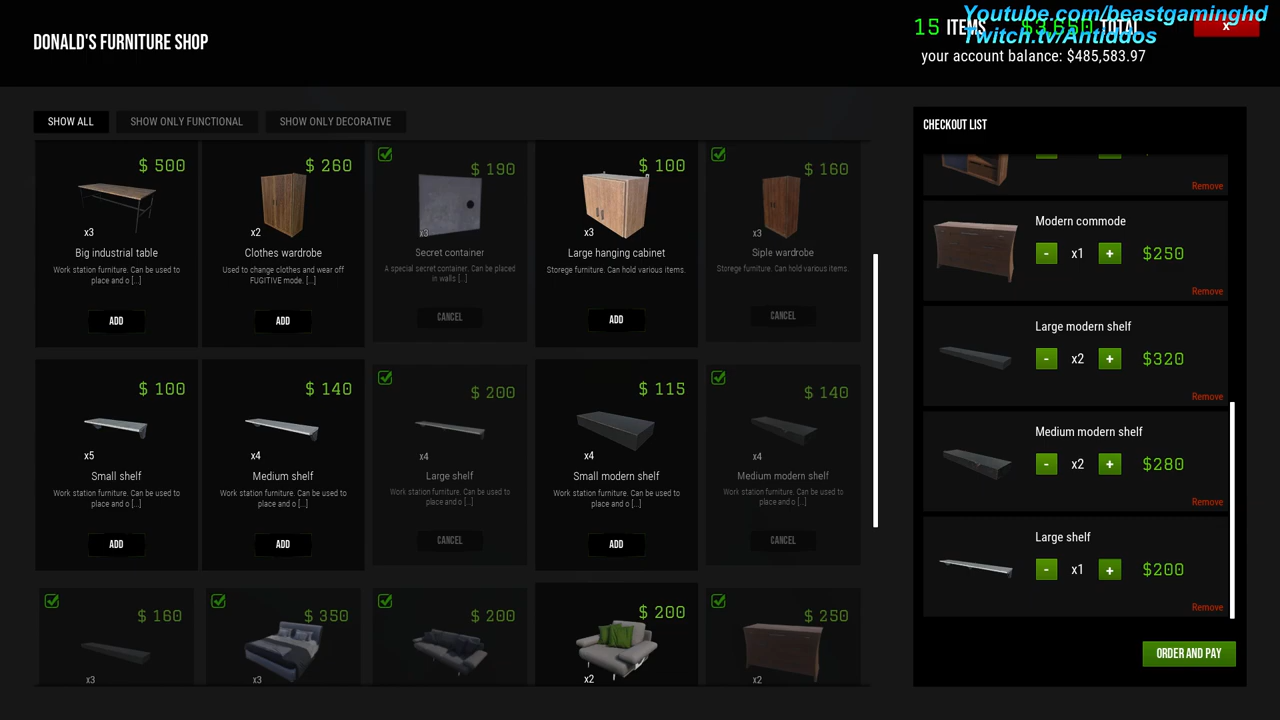 DONALD'S FURNITURE SHOP
15 ITEMS $3,650 TOTAL
x
Youtube.com/beastgaminghd
Twitch.tv/Antiddos
your account balance: $485,583.97
SHOW ALL
SHOW ONLY FUNCTIONAL
SHOW ONLY DECORATIVE
$ 500
x3
Big industrial table
Work station furniture. Can be used to
place and o [...]
ADD
$ 260
x2
Clothes wardrobe
Used to change clothes and wear off
FUGITIVE mode. [...]
ADD
$ 190
x3
Secret container
A special secret container. Can be placed
in walls [...]
CANCEL
$ 100
x3
Large hanging cabinet
Storege furniture. Can hold various items.
ADD
$ 160
x3
Siple wardrobe
Storege furniture. Can hold various items.
CANCEL
$ 100
x5
Small shelf
Work station furniture. Can be used to
place and o [...]
ADD
$ 140
x4
Medium shelf
Work station furniture. Can be used to
place and o [...]
ADD
$ 200
x4
Large shelf
Work station furniture. Can be used to
place and o [...]
CANCEL
$ 115
x4
Small modern shelf
Work station furniture. Can be used to
place and o [...]
ADD
$ 140
x4
Medium modern shelf
Work station furniture. Can be used to
place and o [...]
CANCEL
$ 160
x3
$ 350
x3
$ 200
x2
$ 200
x2
$ 250
x2
CHECKOUT LIST
Remove
Modern commode
- x1 + $250
Remove
Large modern shelf
- x2 + $320
Remove
Medium modern shelf
- x2 + $280
Remove
Large shelf
- x1 + $200
Remove
ORDER AND PAY